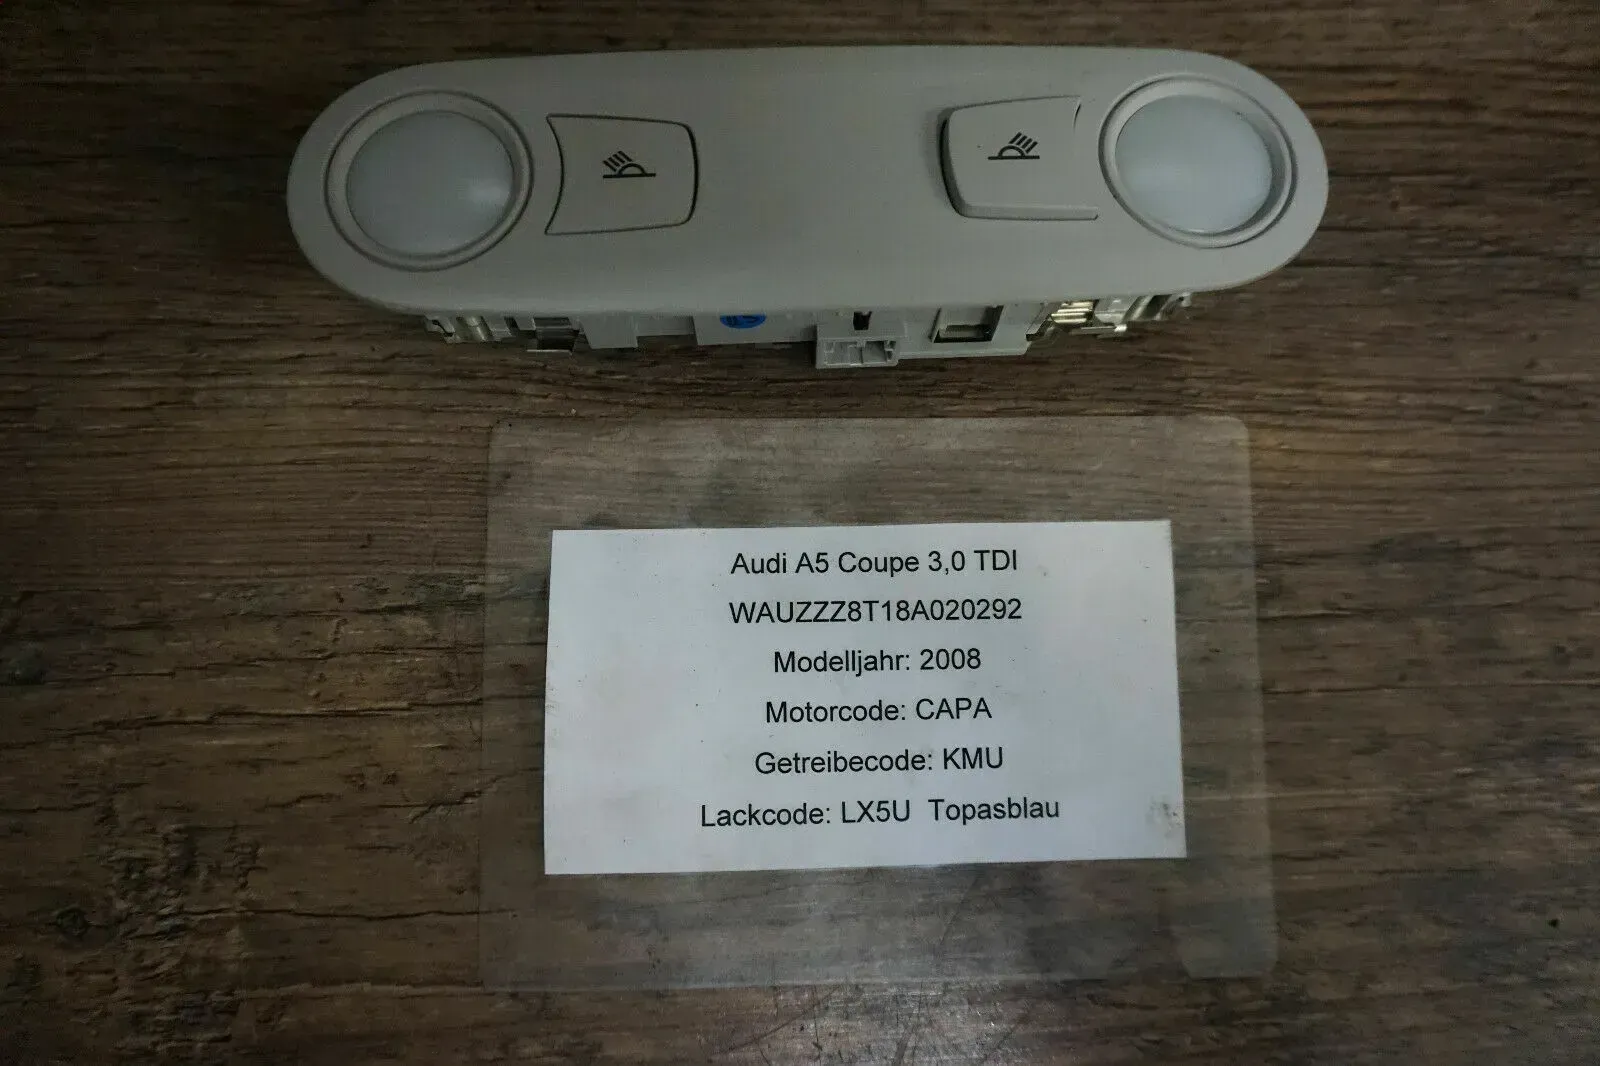 Audi A5 Coupe 3,0 TDI
WAUZZZ8T18A020292
Modelljahr: 2008
Motorcode: CAPA
Getreibecode: KMU
Lackcode: LX5U Topasblau